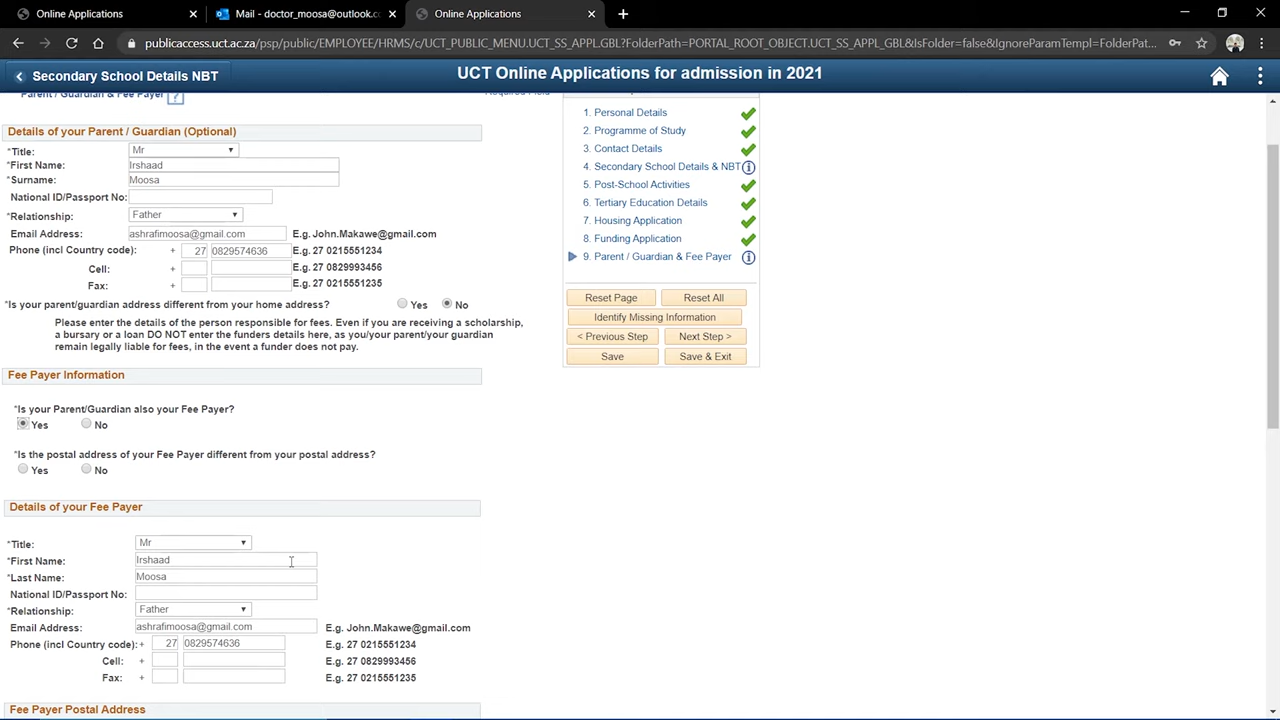 Online Applications
Mail - doctor_moosa@outlook.c
Online Applications
publicaccess.uct.ac.za/psp/public/EMPLOYEE/HRMS/c/UCT_PUBLIC_MENU.UCT_SS_APPL.GBL?FolderPath=PORTAL_ROOT_OBJECT.UCT_SS_APPL_GBL&IsFolder=false&IgnoreParamTempl=FolderPat...
Secondary School Details NBT
UCT Online Applications for admission in 2021
Parent / Guardian & Fee Payer ?
Required Field
Details of your Parent / Guardian (Optional)
*Title: Mr
*First Name: Irshaad
*Surname: Moosa
National ID/Passport No:
*Relationship: Father
Email Address: ashrafimoosa@gmail.com E.g. John.Makawe@gmail.com
Phone (incl Country code): + 27 0829574636 E.g. 27 0215551234
Cell: + E.g. 27 0829993456
Fax: + E.g. 27 0215551235
*Is your parent/guardian address different from your home address? Yes No
Please enter the details of the person responsible for fees. Even if you are receiving a scholarship,
a bursary or a loan DO NOT enter the funders details here, as you/your parent/your guardian
remain legally liable for fees, in the event a funder does not pay.
Fee Payer Information
*Is your Parent/Guardian also your Fee Payer?
Yes No
*Is the postal address of your Fee Payer different from your postal address?
Yes No
Details of your Fee Payer
*Title: Mr
*First Name: Irshaad
*Last Name: Moosa
National ID/Passport No:
*Relationship: Father
Email Address: ashrafimoosa@gmail.com E.g. John.Makawe@gmail.com
Phone (incl Country code): + 27 0829574636 E.g. 27 0215551234
Cell: + E.g. 27 0829993456
Fax: + E.g. 27 0215551235
Fee Payer Postal Address
1. Personal Details
2. Programme of Study
3. Contact Details
4. Secondary School Details & NBT
5. Post-School Activities
6. Tertiary Education Details
7. Housing Application
8. Funding Application
9. Parent / Guardian & Fee Payer
Reset Page Reset All
Identify Missing Information
< Previous Step Next Step >
Save Save & Exit